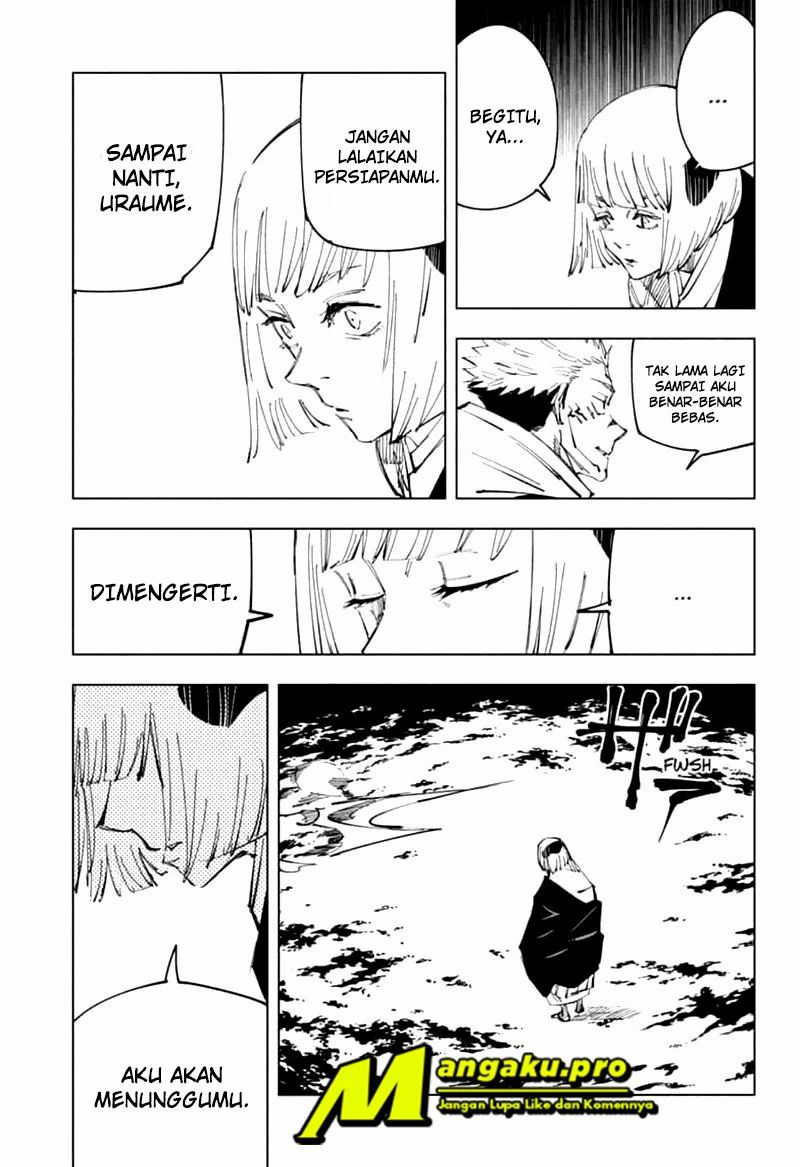 ...
BEGITU,
YA...
TAK LAMA LAGI
SAMPAI AKU
BENAR-BENAR
BEBAS.
JANGAN
LALAIKAN
PERSIAPANMU.
SAMPAI
NANTI,
URAUME.
...
DIMENGERTI.
FWSH
AKU AKAN
MENUNGGUMU.
Mangaku.pro
Jangan Lupa Like dan Komennya